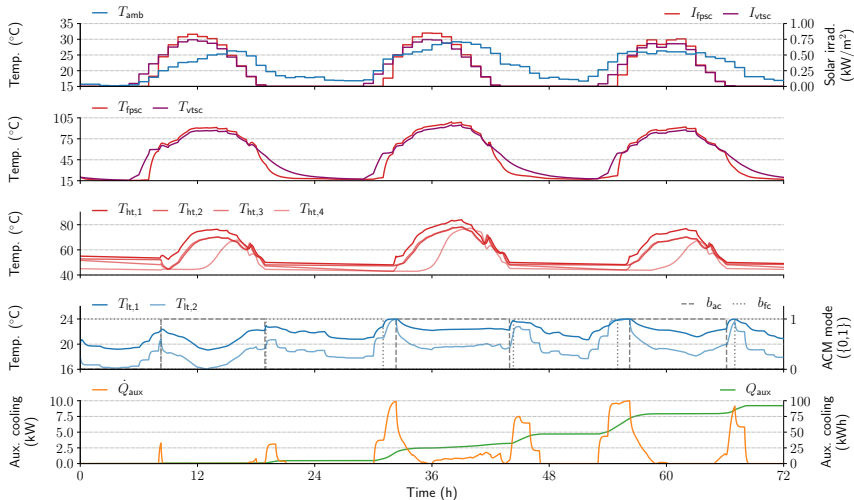 T_amb I_fpsc I_vtsc
35 30 25 20 15
Temp. (°C)
1.00 0.75 0.50 0.25 0.00
Solar irrad. (kW/m²)
T_fpsc T_vtsc
105 75 45 15
Temp. (°C)
T_ht,1 T_ht,2 T_ht,3 T_ht,4
80 60 40
Temp. (°C)
T_lt,1 T_lt,2 b_ac b_fc
24 20 16
Temp. (°C)
1 0
ACM mode ({0,1})
Q̇_aux Q_aux
10.0 7.5 5.0 2.5 0.0
Aux. cooling (kW)
100 75 50 25 0
Aux. cooling (kWh)
0 12 24 36 48 60 72
Time (h)